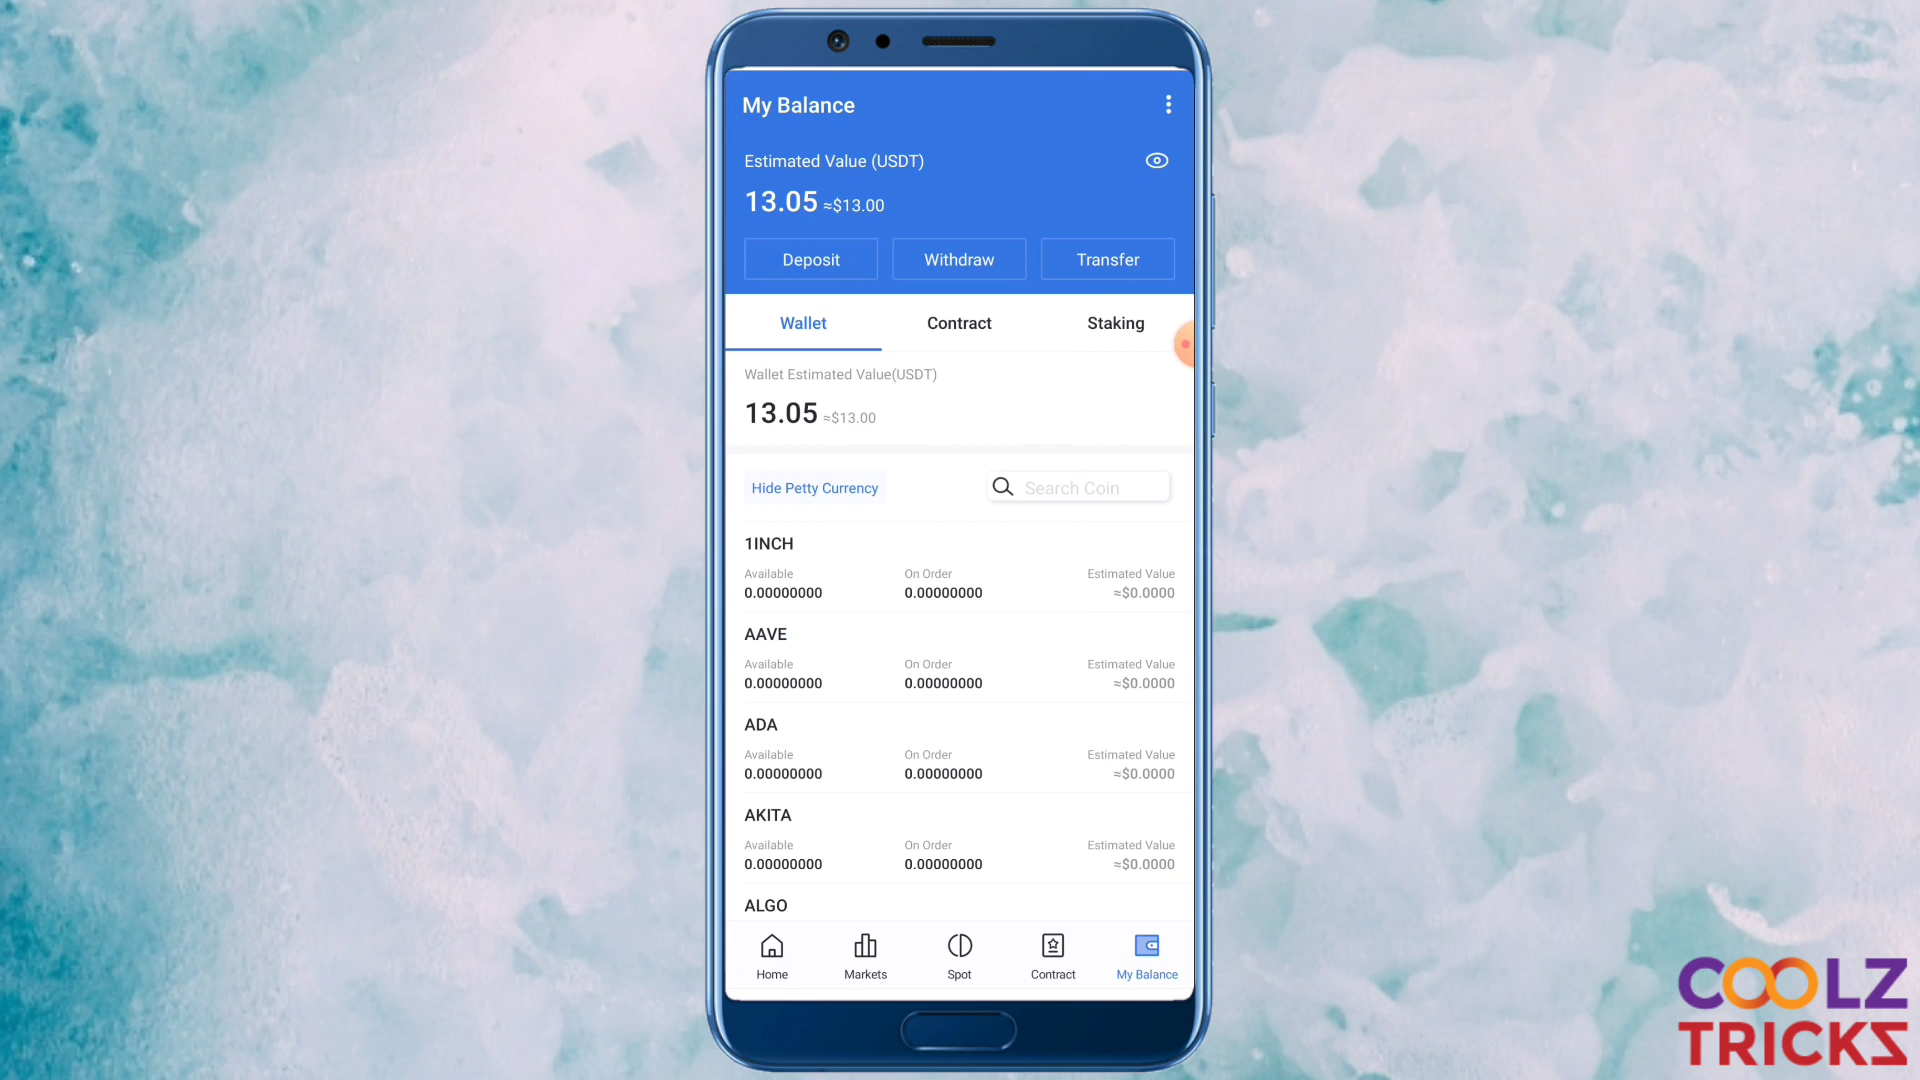 My Balance
Estimated Value (USDT)
13.05 ≈$13.00
Deposit Withdraw Transfer
Wallet Contract Staking
Wallet Estimated Value(USDT)
13.05 ≈$13.00
Hide Petty Currency Search Coin
1INCH
Available On Order Estimated Value
0.00000000 0.00000000 ≈$0.0000
AAVE
Available On Order Estimated Value
0.00000000 0.00000000 ≈$0.0000
ADA
Available On Order Estimated Value
0.00000000 0.00000000 ≈$0.0000
AKITA
Available On Order Estimated Value
0.00000000 0.00000000 ≈$0.0000
ALGO
Home Markets Spot Contract My Balance
COOLZ
TRICKS